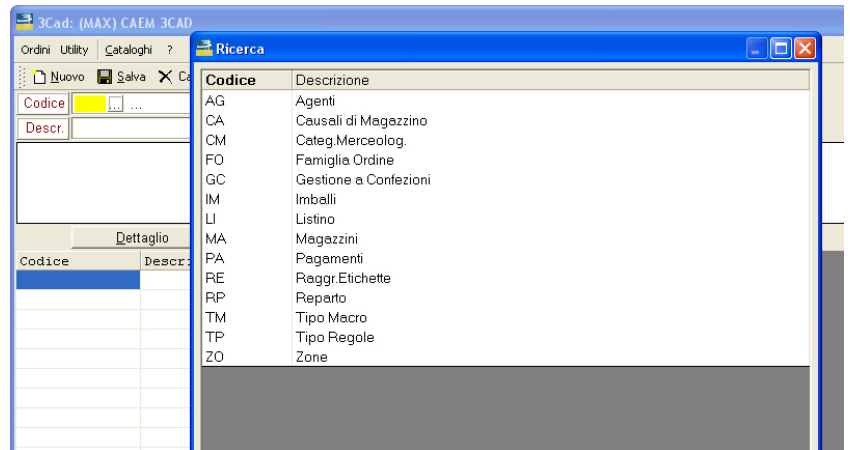 3Cad: (MAX) CAEM 3CAD
Ordini Utility Cataloghi ?
Nuovo Salva Ca
Codice ... ...
Descr.
Dettaglio
Codice Descri
Ricerca
Codice Descrizione
AG Agenti
CA Causali di Magazzino
CM Categ.Merceolog.
FO Famiglia Ordine
GC Gestione a Confezioni
IM Imballi
LI Listino
MA Magazzini
PA Pagamenti
RE Raggr.Etichette
RP Reparto
TM Tipo Macro
TP Tipo Regole
ZO Zone